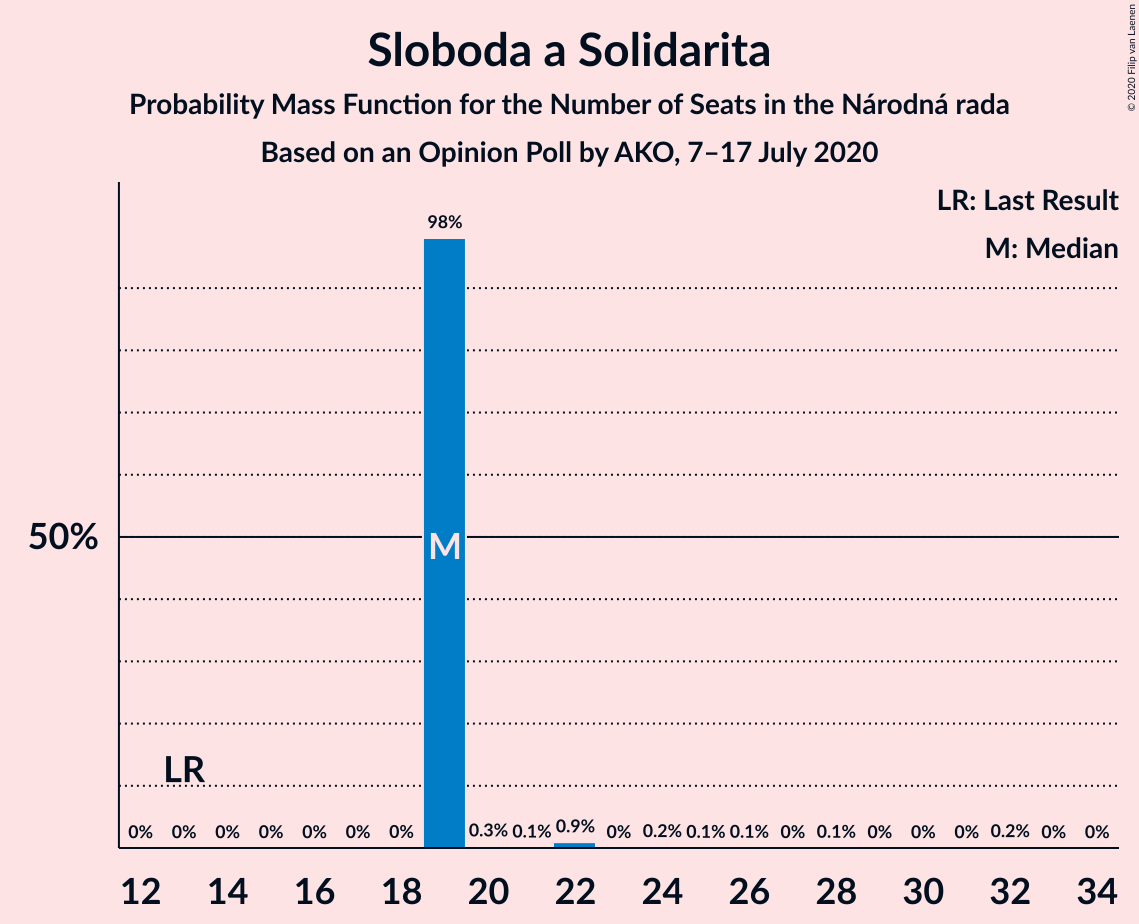 Sloboda a Solidarita
Probability Mass Function for the Number of Seats in the Národná rada
Based on an Opinion Poll by AKO, 7–17 July 2020
© 2020 Filip van Laenen
LR: Last Result
M: Median
98%
50%
M
LR
0% 0% 0% 0% 0% 0% 0% 0.3% 0.1% 0.9% 0% 0.2% 0.1% 0.1% 0% 0.1% 0% 0% 0% 0.2% 0% 0%
12 14 16 18 20 22 24 26 28 30 32 34